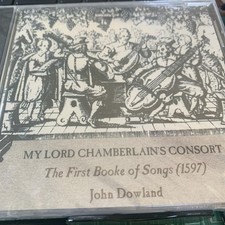 MY LORD CHAMBERLAIN'S CONSORT
The First Booke of Songs (1597)
John Dowland